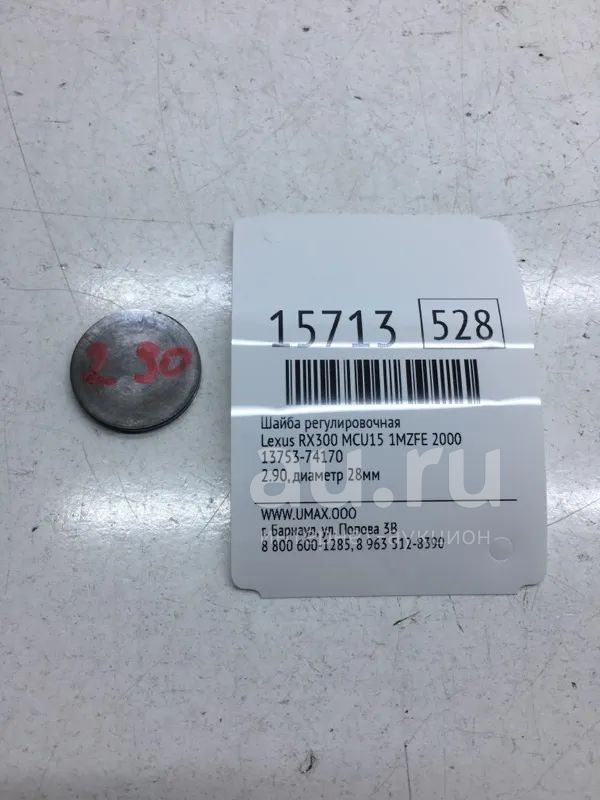 2 90
15713 528
Шайба регулировочная
Lexus RX300 MCU15 1MZFE 2000
13753-74170
2.90, диаметр 28мм
au.ru
WWW.UMAX.OOO
г. Барнаул, ул. Попова 3В
8 800 600-1285, 8 963 512-8390